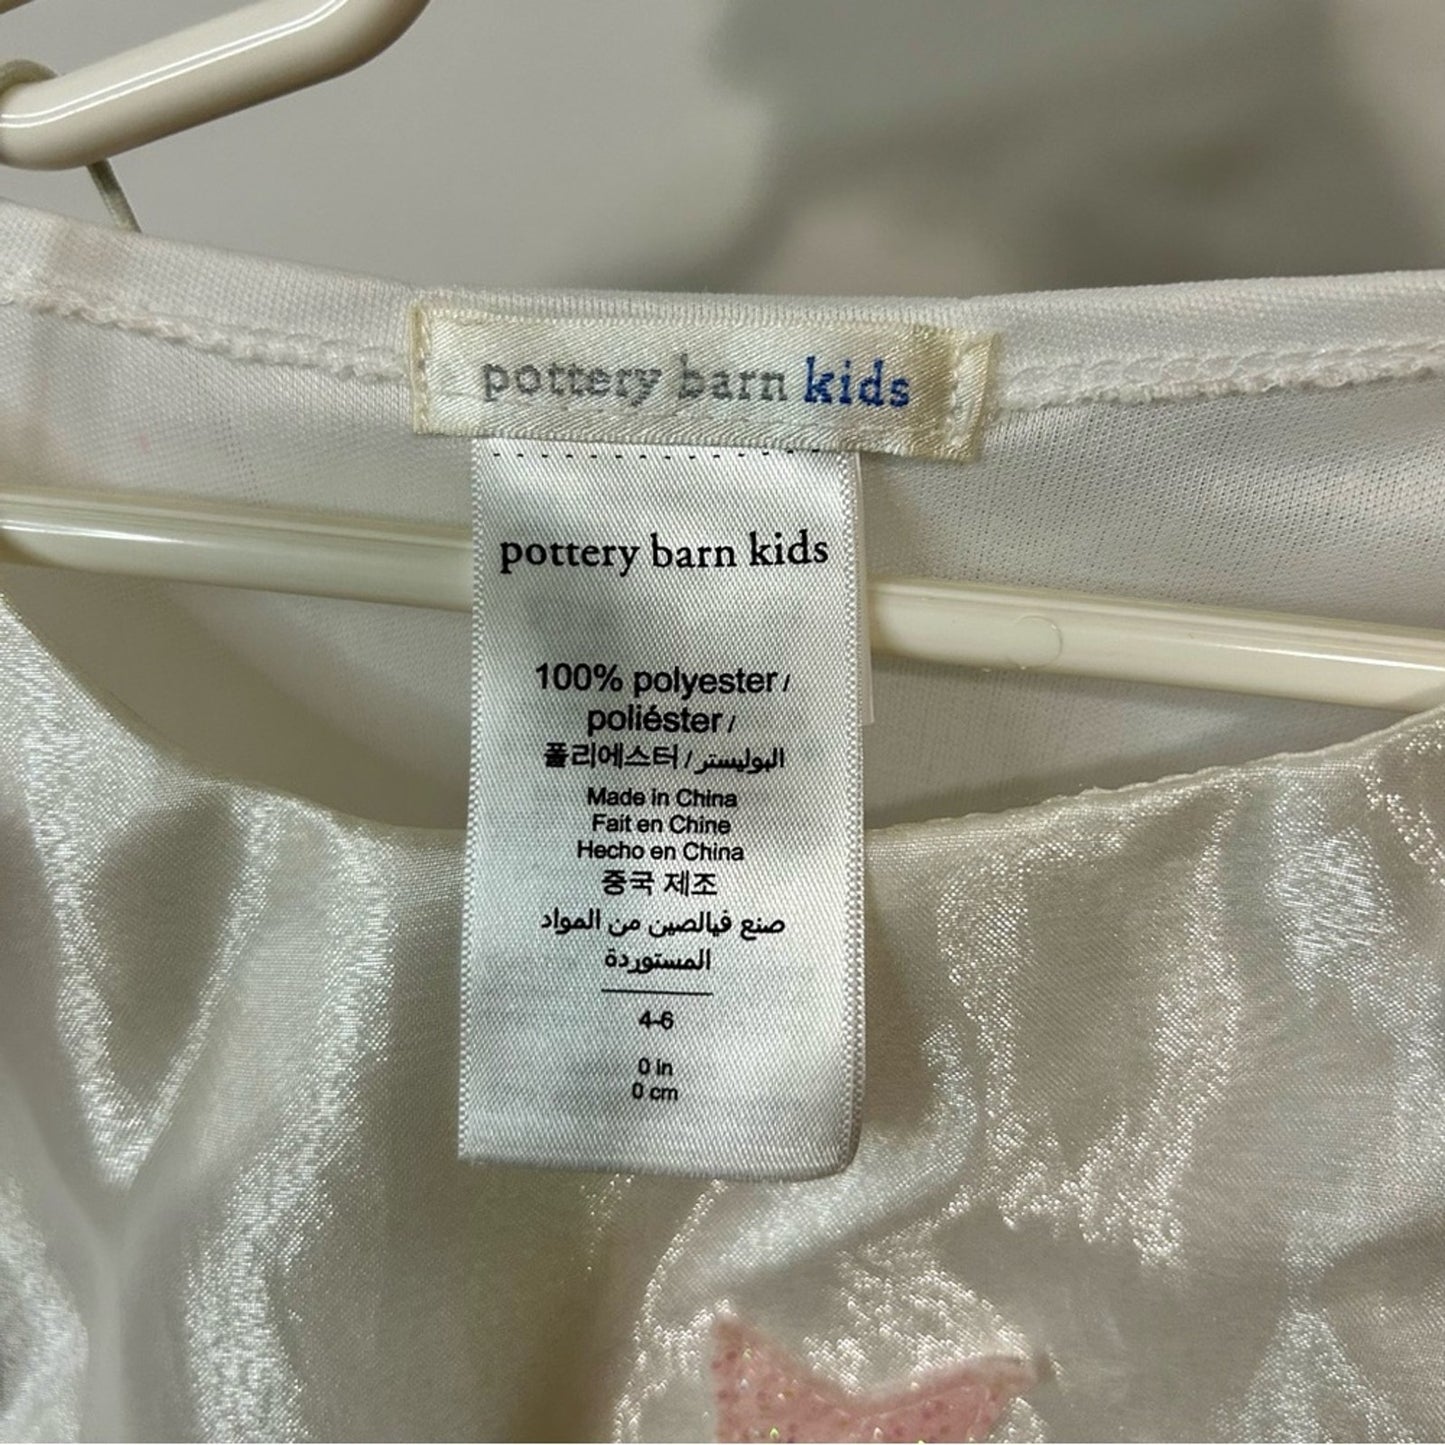 pottery barn kids
pottery barn kids
100% polyester /
poliéster /
폴리에스터 / البوليستر
Made in China
Fait en Chine
Hecho en China
중국 제조
صنع فيالصين من المواد
المستوردة
4-6
0 in
0 cm